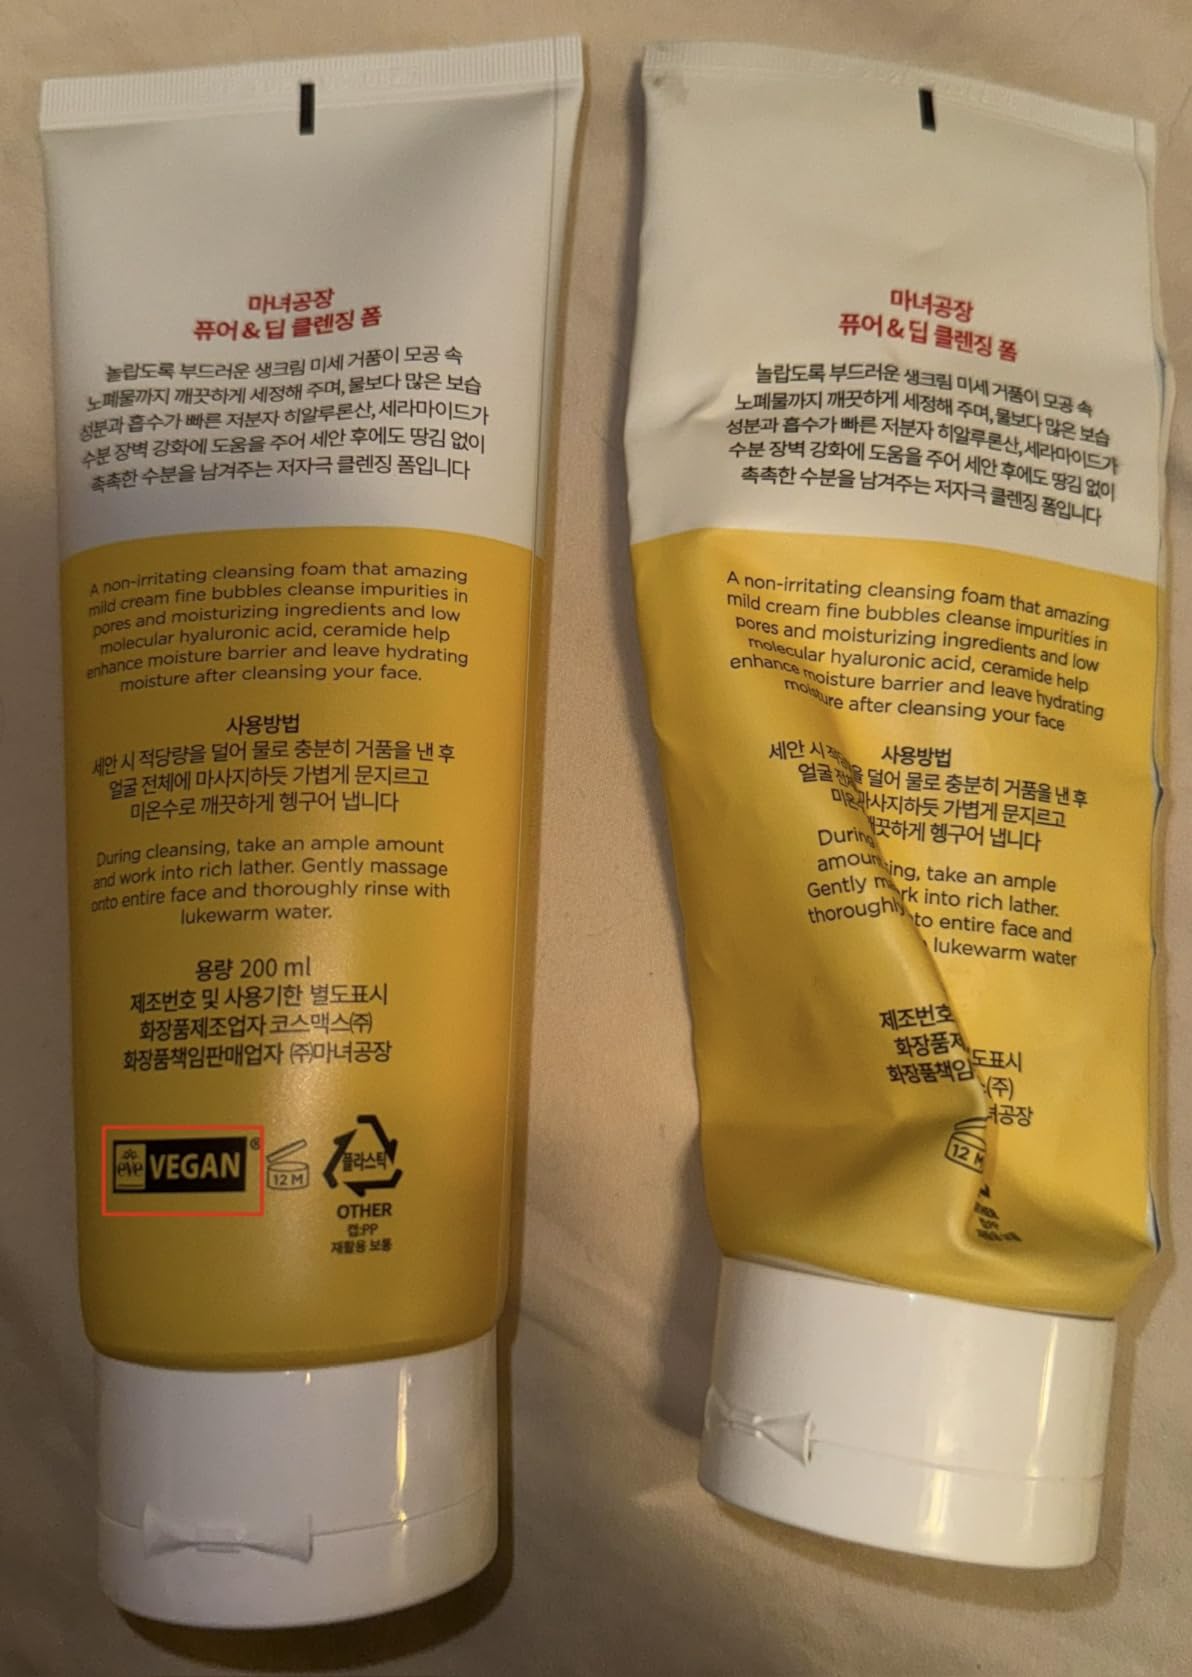 마녀공장
퓨어 & 딥 클렌징 폼
놀랍도록 부드러운 생크림 미세 거품이 모공 속
노폐물까지 깨끗하게 세정해 주며, 물보다 많은 보습
성분과 흡수가 빠른 저분자 히알루론산, 세라마이드가
수분 장벽 강화에 도움을 주어 세안 후에도 땅김 없이
촉촉한 수분을 남겨주는 저자극 클렌징 폼입니다
A non-irritating cleansing foam that amazing
mild cream fine bubbles cleanse impurities in
pores and moisturizing ingredients and low
molecular hyaluronic acid, ceramide help
enhance moisture barrier and leave hydrating
moisture after cleansing your face.
사용방법
세안 시 적당량을 덜어 물로 충분히 거품을 낸 후
얼굴 전체에 마사지하듯 가볍게 문지르고
미온수로 깨끗하게 헹구어 냅니다
During cleansing, take an ample amount
and work into rich lather. Gently massage
onto entire face and thoroughly rinse with
lukewarm water.
용량 200 ml
제조번호 및 사용기한 별도표시
화장품제조업자 코스맥스(주)
화장품책임판매업자 (주)마녀공장
eve VEGAN®
12 M
플라스틱
OTHER
캡:PP
재활용 보통
마녀공장
퓨어 & 딥 클렌징 폼
놀랍도록 부드러운 생크림 미세 거품이 모공 속
노폐물까지 깨끗하게 세정해 주며, 물보다 많은 보습
성분과 흡수가 빠른 저분자 히알루론산, 세라마이드가
수분 장벽 강화에 도움을 주어 세안 후에도 땅김 없이
촉촉한 수분을 남겨주는 저자극 클렌징 폼입니다
A non-irritating cleansing foam that amazing
mild cream fine bubbles cleanse impurities in
pores and moisturizing ingredients and low
molecular hyaluronic acid, ceramide help
enhance moisture barrier and leave hydrating
moisture after cleansing your face
사용방법
세안 시 덜어 물로 충분히 거품을 낸 후
얼굴 마사지하듯 가볍게 문지르고
깨끗하게 헹구어 냅니다
During take an ample
amount work into rich lather.
Gently onto entire face and
thoroughly lukewarm water
제조번호 별도표시
화장품
화장품책임
12 M